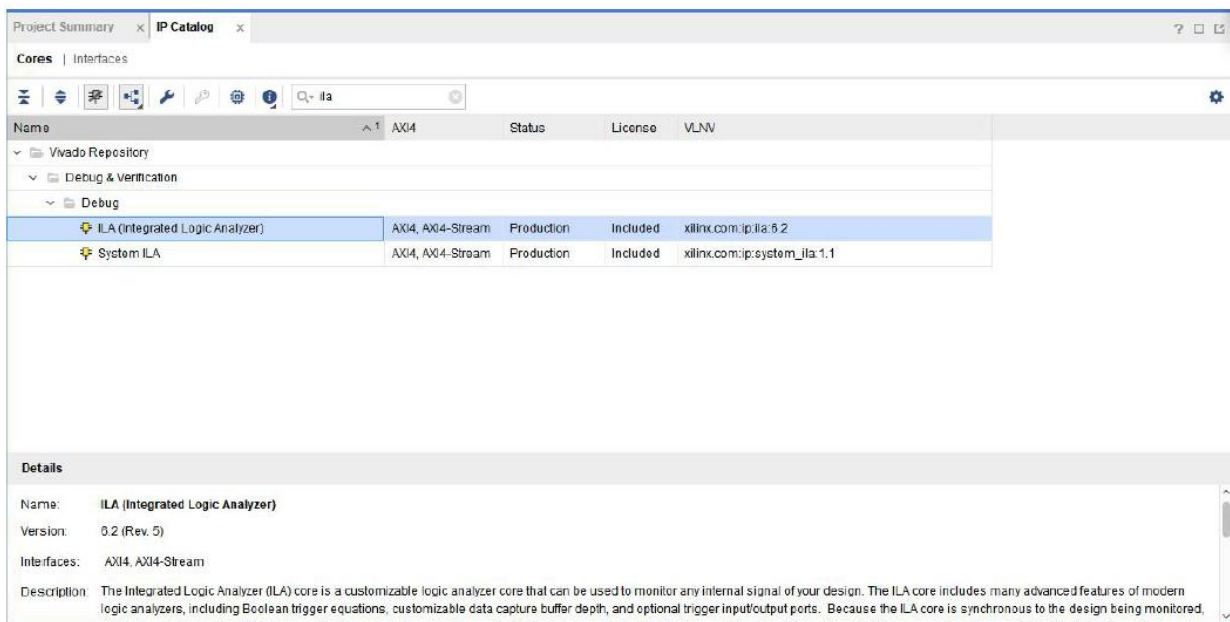 Project Summary × IP Catalog ×
Cores | Interfaces
ila
Name 1 AXI4 Status License VLNV
Vivado Repository
Debug & Verification
Debug
ILA (Integrated Logic Analyzer) AXI4, AXI4-Stream Production Included xilinx.com:ip:ila:6.2
System ILA AXI4, AXI4-Stream Production Included xilinx.com:ip:system_ila:1.1
Details
Name: ILA (Integrated Logic Analyzer)
Version: 6.2 (Rev. 5)
Interfaces: AXI4, AXI4-Stream
Description: The Integrated Logic Analyzer (ILA) core is a customizable logic analyzer core that can be used to monitor any internal signal of your design. The ILA core includes many advanced features of modern
logic analyzers, including Boolean trigger equations, customizable data capture buffer depth, and optional trigger input/output ports. Because the ILA core is synchronous to the design being monitored,